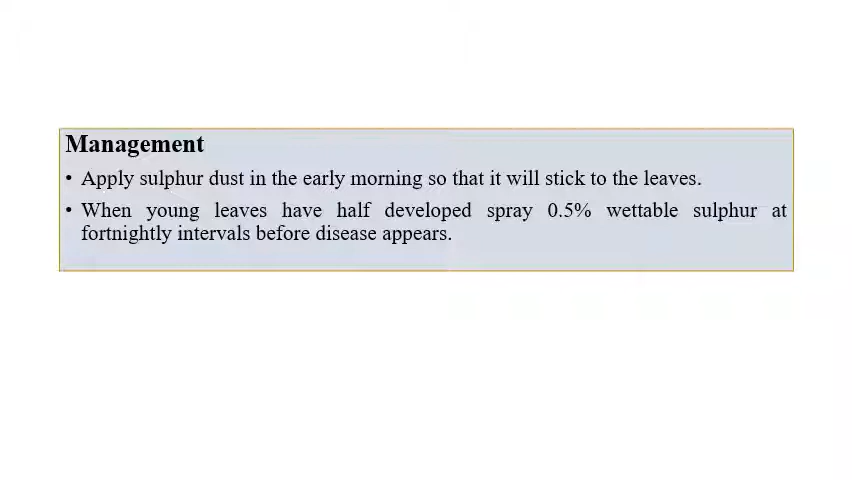 Management
• Apply sulphur dust in the early morning so that it will stick to the leaves.
• When young leaves have half developed spray 0.5% wettable sulphur at
fortnightly intervals before disease appears.